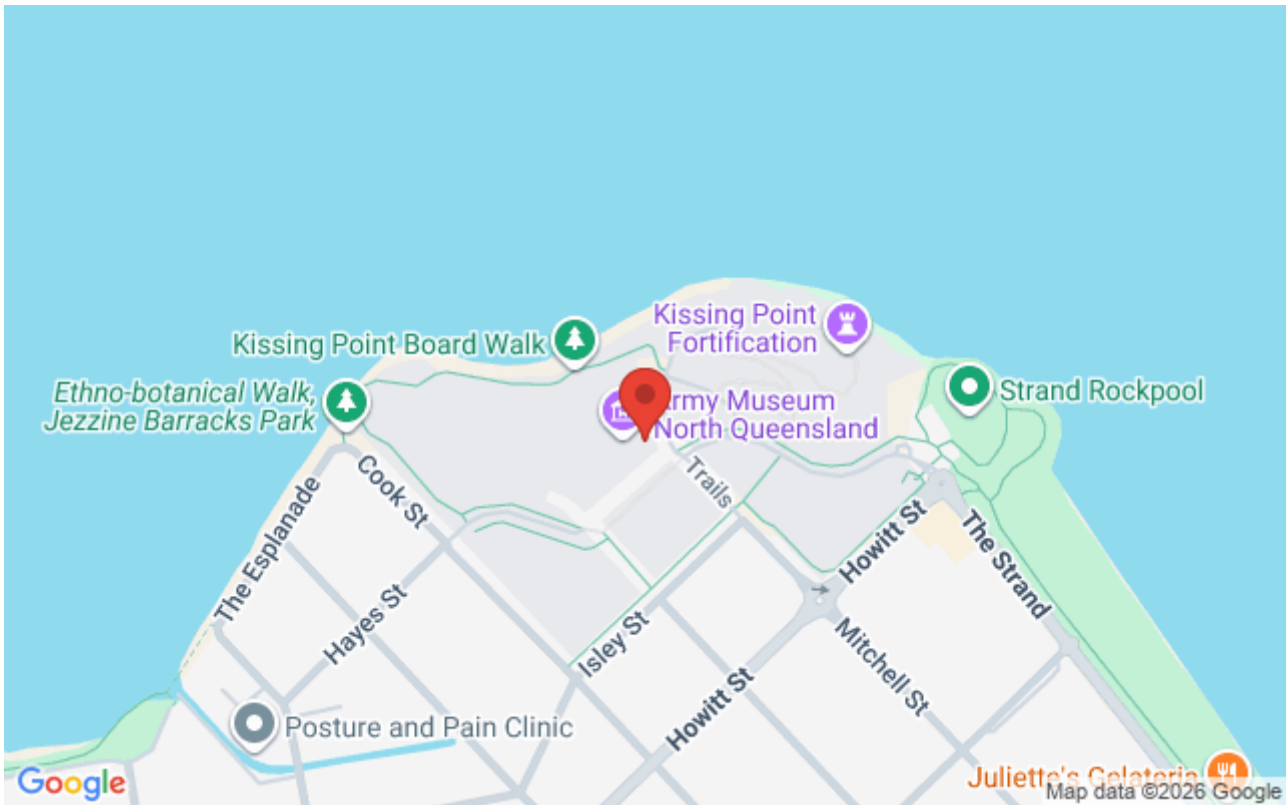 Kissing Point
Fortification
Kissing Point Board Walk
Ethno-botanical Walk,
Jezzine Barracks Park
Strand Rockpool
Army Museum
North Queensland
Trails
Cook St
The Esplanade
Hayes St
Howitt St
The Strand
Isley St
Mitchell St
Howitt St
Posture and Pain Clinic
Juliette's Gelateria
Google
Map data ©2026 Google